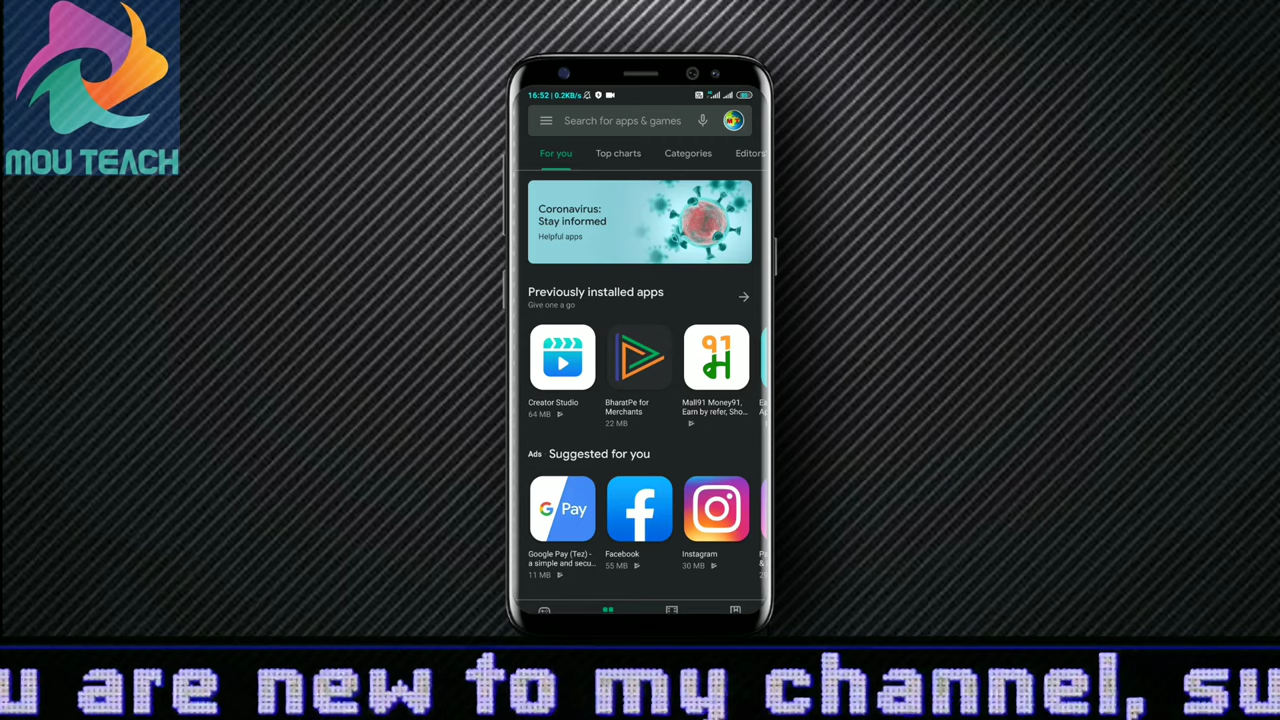 MOU TEACH
16:52 | 0.2KB/s
Search for apps & games
For you
Top charts
Categories
Editors'
Coronavirus:
Stay informed
Helpful apps
Previously installed apps
Give one a go
Creator Studio
64 MB
BharatPe for
Merchants
22 MB
९१
म
Mall91 Money91,
Earn by refer, Sho...
Ads Suggested for you
G Pay
Google Pay (Tez) -
a simple and secu...
11 MB
Facebook
55 MB
Instagram
30 MB
u are new to my channel, su